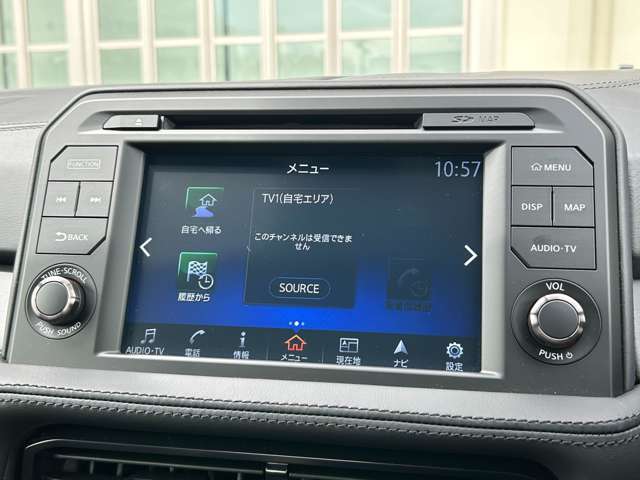 SD MAP
FUNCTION
BACK
TUNE•SCROLL
PUSH SOUND
メニュー
10:57
自宅へ帰る
履歴から
TV1(自宅エリア)
このチャンネルは受信できま
せん
SOURCE
AUDIO•TV
電話
情報
メニュー
現在地
ナビ
設定
MENU
DISP
MAP
AUDIO•TV
VOL
PUSH